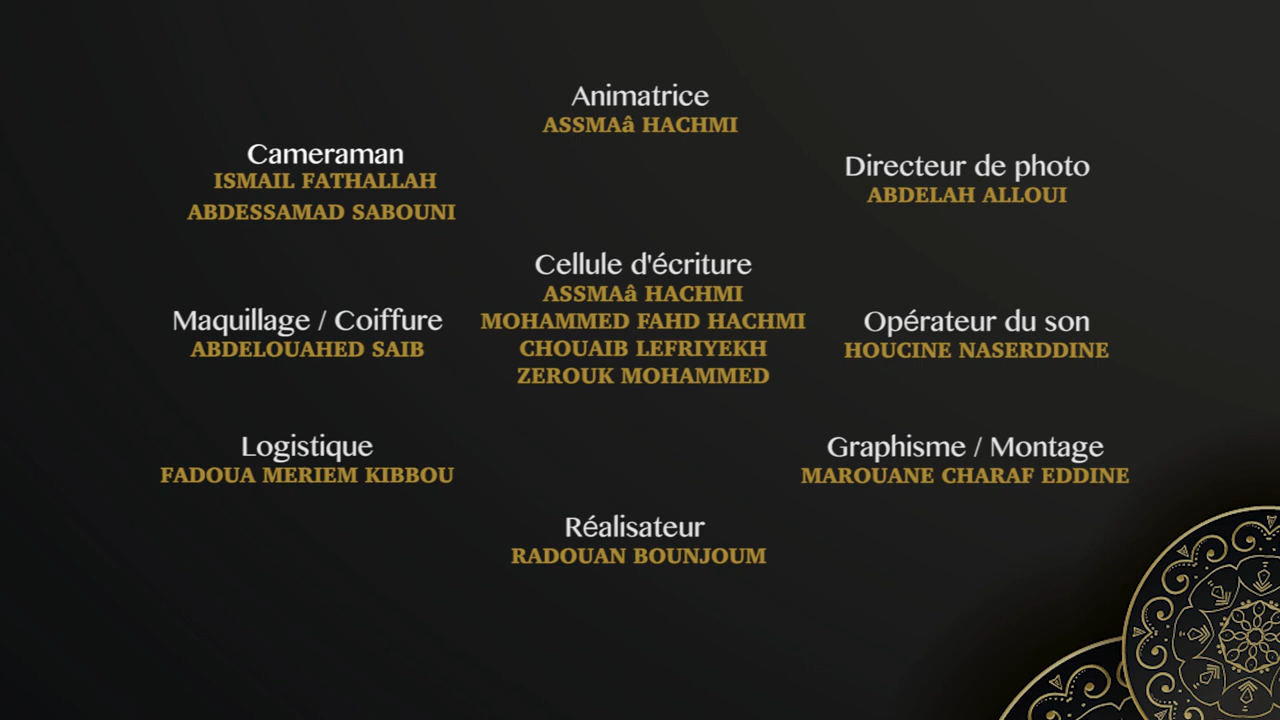 Animatrice
ASSMAâ HACHMI
Cameraman
ISMAIL FATHALLAH
ABDESSAMAD SABOUNI
Directeur de photo
ABDELAH ALLOUI
Cellule d'écriture
ASSMAâ HACHMI
MOHAMMED FAHD HACHMI
CHOUAIB LEFRIYEKH
ZEROUK MOHAMMED
Maquillage / Coiffure
ABDELOUAHED SAIB
Opérateur du son
HOUCINE NASERDDINE
Logistique
FADOUA MERIEM KIBBOU
Graphisme / Montage
MAROUANE CHARAF EDDINE
Réalisateur
RADOUAN BOUNJOUM